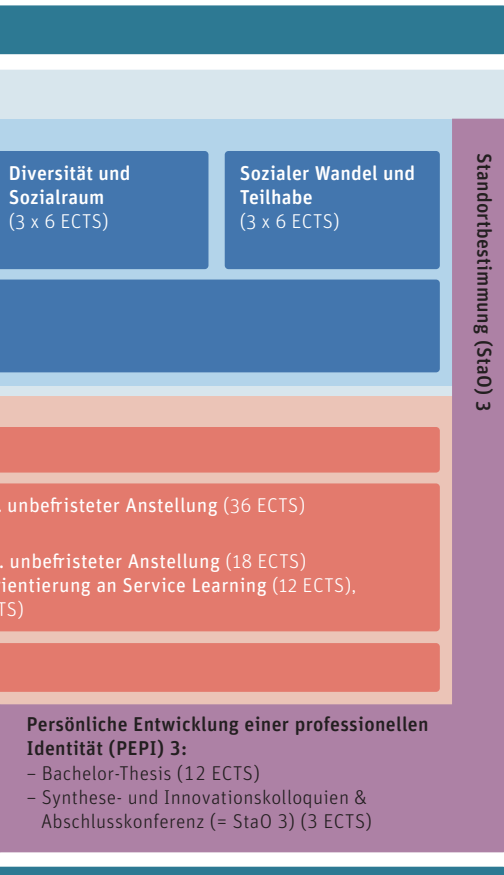 Diversität und
Sozialraum
(3 x 6 ECTS)
Sozialer Wandel und
Teilhabe
(3 x 6 ECTS)
Standortbestimmung (StaO) 3
. unbefristeter Anstellung (36 ECTS)
. unbefristeter Anstellung (18 ECTS)
ientierung an Service Learning (12 ECTS),
TS)
Persönliche Entwicklung einer professionellen
Identität (PEPI) 3:
– Bachelor-Thesis (12 ECTS)
– Synthese- und Innovationskolloquien &
Abschlusskonferenz (= StaO 3) (3 ECTS)